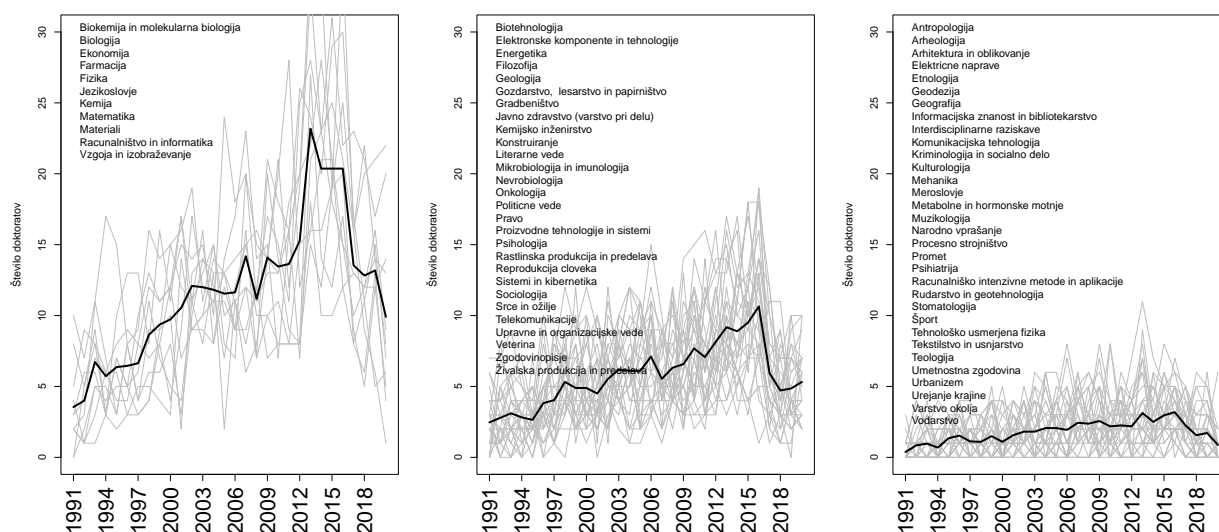 Število doktoratov
0
5
10
15
20
25
30
Biokemija in molekularna biologija
Biologija
Ekonomija
Farmacija
Fizika
Jezikoslovje
Kemija
Matematika
Materiali
Racunalništvo in informatika
Vzgoja in izobraževanje
1991
1994
1997
2000
2003
2006
2009
2012
2015
2018
Število doktoratov
0
5
10
15
20
25
30
Biotehnologija
Elektronske komponente in tehnologije
Energetika
Filozofija
Geologija
Gozdarstvo, lesarstvo in papirništvo
Gradbeništvo
Javno zdravstvo (varstvo pri delu)
Kemijsko inženirstvo
Konstruiranje
Literarne vede
Mikrobiologija in imunologija
Nevrobiologija
Onkologija
Politicne vede
Pravo
Proizvodne tehnologije in sistemi
Psihologija
Rastlinska produkcija in predelava
Reprodukcija cloveka
Sistemi in kibernetika
Sociologija
Srce in ožilje
Telekomunikacije
Upravne in organizacijske vede
Veterina
Zgodovinopisje
Živalska produkcija in predelava
1991
1994
1997
2000
2003
2006
2009
2012
2015
2018
Število doktoratov
0
5
10
15
20
25
30
Antropologija
Arheologija
Arhitektura in oblikovanje
Elektricne naprave
Etnologija
Geodezija
Geografija
Informacijska znanost in bibliotekarstvo
Interdisciplinarne raziskave
Komunikacijska tehnologija
Kriminologija in socialno delo
Kulturologija
Mehanika
Meroslovje
Metabolne in hormonske motnje
Muzikologija
Narodno vprašanje
Procesno strojništvo
Promet
Psihiatrija
Racunalniško intenzivne metode in aplikacije
Rudarstvo in geotehnologija
Stomatologija
Šport
Tehnološko usmerjena fizika
Tekstilstvo in usnjarstvo
Teologija
Umetnostna zgodovina
Urbanizem
Urejanje krajine
Varstvo okolja
Vodarstvo
1991
1994
1997
2000
2003
2006
2009
2012
2015
2018